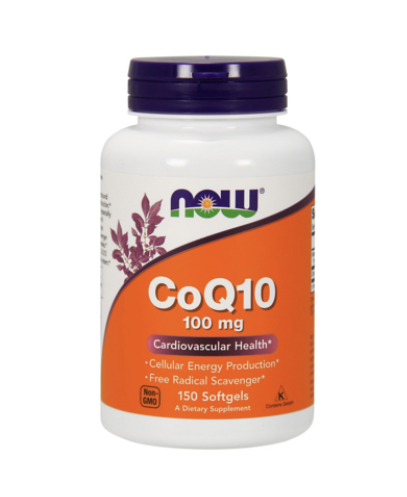 now®
CoQ10
100 mg
Cardiovascular Health*
• Cellular Energy Production*
• Free Radical Scavenger*
150 Softgels
A Dietary Supplement
Non-
GMO
K